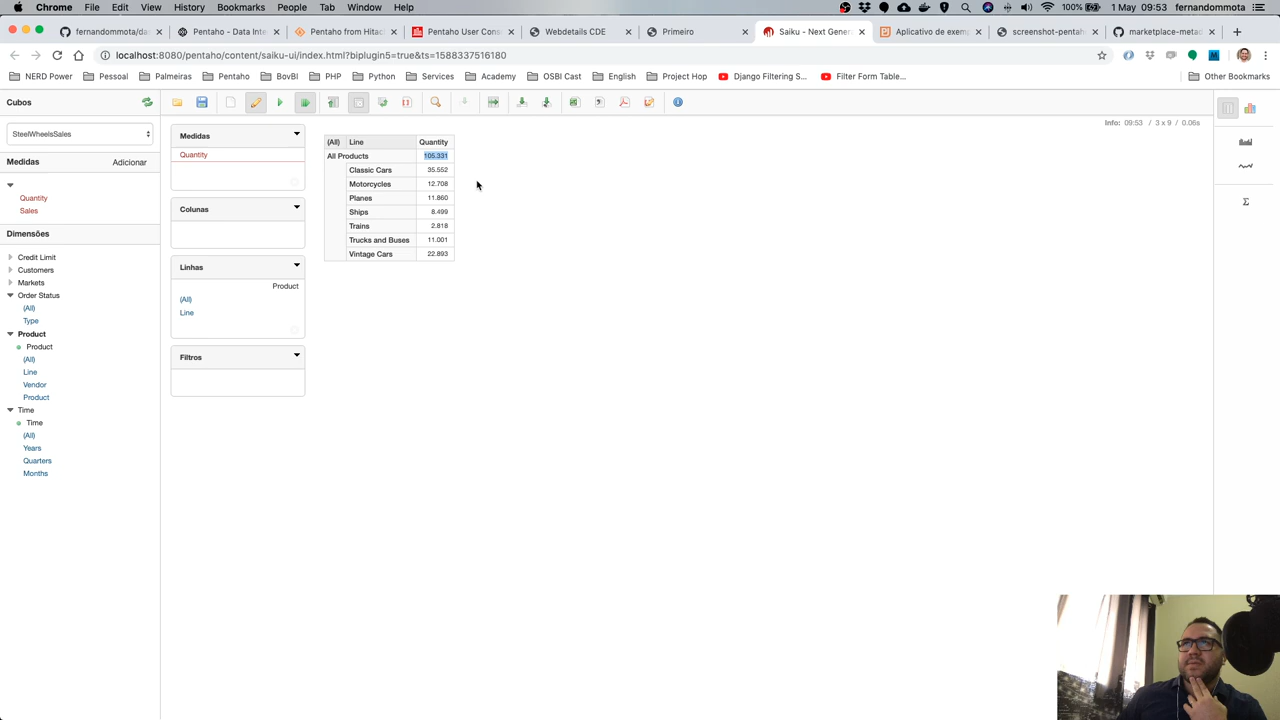 Chrome File Edit View History Bookmarks People Tab Window Help 100% 1 May 09:53 fernandommota
fernandommota/da Pentaho - Data Inte Pentaho from Hitac Pentaho User Cons Webdetails CDE Primeiro Saiku - Next Gener Aplicativo de exem screenshot-pentah marketplace-metad
localhost:8080/pentaho/content/saiku-ui/index.html?biplugin5=true&ts=1588337516180
NERD Power Pessoal Palmeiras Pentaho BovBI PHP Python Services Academy OSBI Cast English Project Hop Django Filtering S... Filter Form Table... Other Bookmarks
Cubos
Info: 09:53 / 3 x 9 / 0.06s
SteelWheelsSales
Medidas Adicionar
Quantity
Sales
Dimensões
Credit Limit
Customers
Markets
Order Status
(All)
Type
Product
Product
(All)
Line
Vendor
Product
Time
Time
(All)
Years
Quarters
Months
Medidas
Quantity
Colunas
Linhas
Product
(All)
Line
Filtros
(All) Line Quantity
All Products 105.331
Classic Cars 35.552
Motorcycles 12.708
Planes 11.860
Ships 8.499
Trains 2.818
Trucks and Buses 11.001
Vintage Cars 22.893
Σ